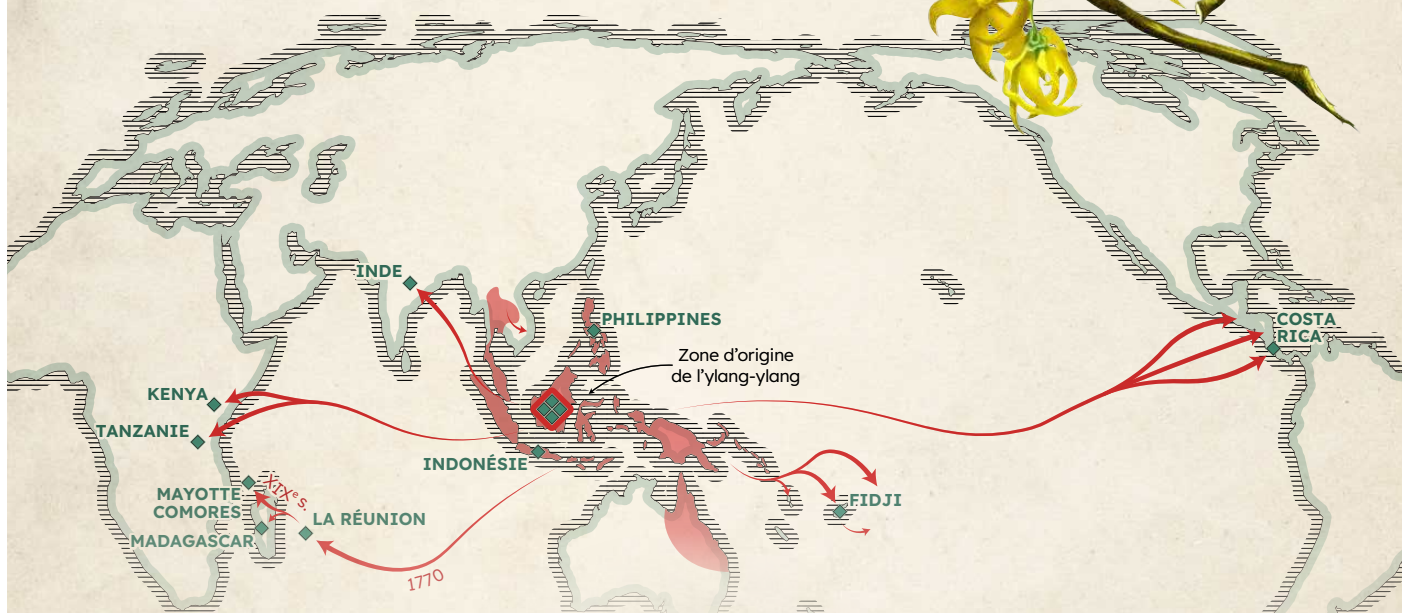 INDE
PHILIPPINES
COSTA
RICA
Zone d’origine
de l’ylang-ylang
KENYA
TANZANIE
INDONÉSIE
MAYOTTE
COMORES
XIXe s.
FIDJI
LA RÉUNION
MADAGASCAR
1770